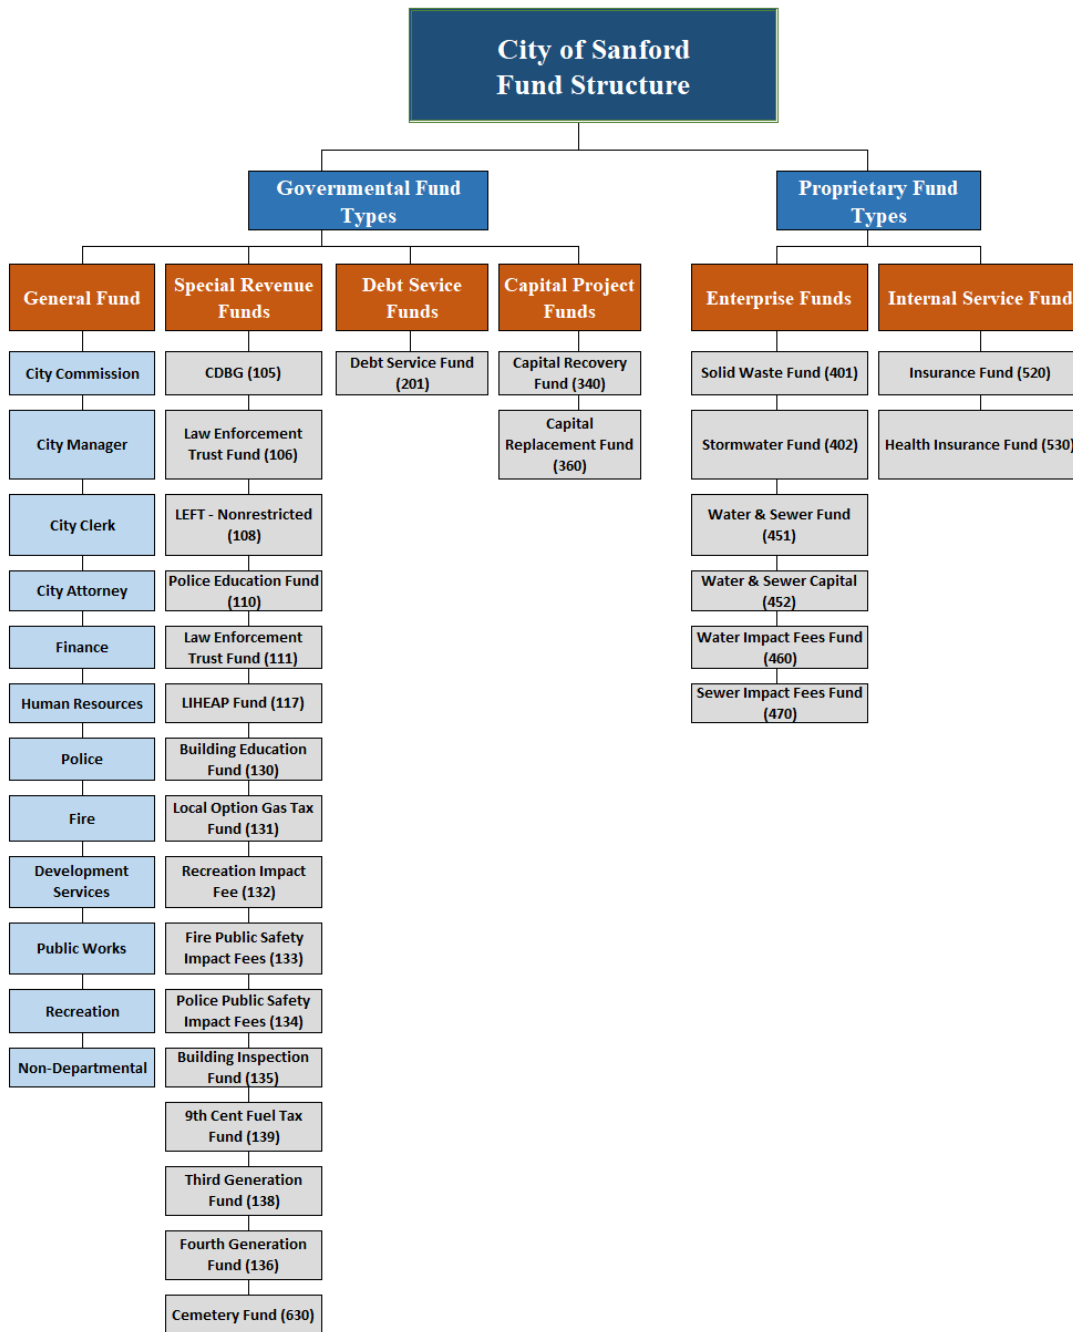 City of Sanford
Fund Structure
Governmental Fund
Types
Proprietary Fund
Types
General Fund
Special Revenue
Funds
Debt Sevice
Funds
Capital Project
Funds
Enterprise Funds
Internal Service Fund
City Commission
City Manager
City Clerk
City Attorney
Finance
Human Resources
Police
Fire
Development
Services
Public Works
Recreation
Non-Departmental
CDBG (105)
Law Enforcement
Trust Fund (106)
LEFT - Nonrestricted
(108)
Police Education Fund
(110)
Law Enforcement
Trust Fund (111)
LIHEAP Fund (117)
Building Education
Fund (130)
Local Option Gas Tax
Fund (131)
Recreation Impact
Fee (132)
Fire Public Safety
Impact Fees (133)
Police Public Safety
Impact Fees (134)
Building Inspection
Fund (135)
9th Cent Fuel Tax
Fund (139)
Third Generation
Fund (138)
Fourth Generation
Fund (136)
Cemetery Fund (630)
Debt Service Fund
(201)
Capital Recovery
Fund (340)
Capital
Replacement Fund
(360)
Solid Waste Fund (401)
Stormwater Fund (402)
Water & Sewer Fund
(451)
Water & Sewer Capital
(452)
Water Impact Fees Fund
(460)
Sewer Impact Fees Fund
(470)
Insurance Fund (520)
Health Insurance Fund (530)